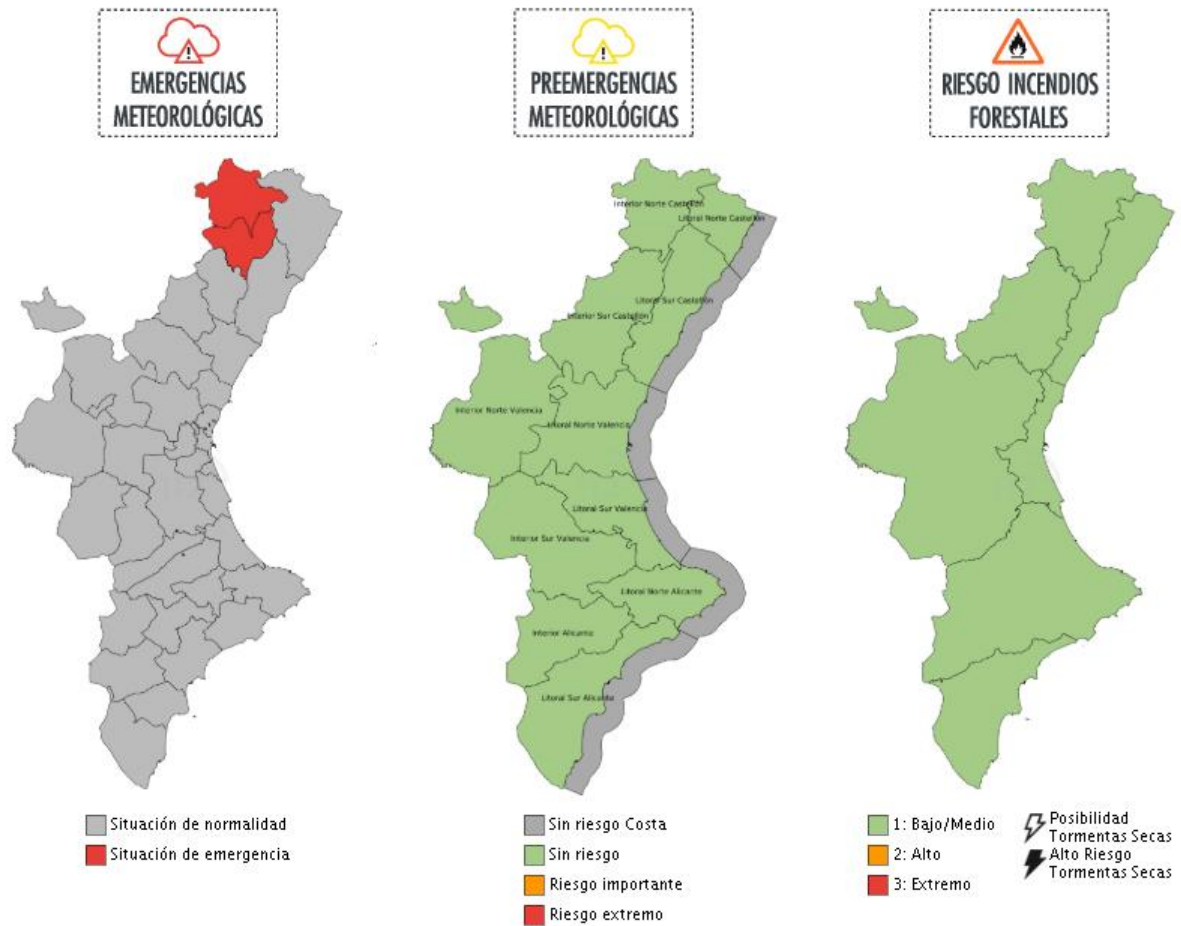 EMERGENCIAS
METEOROLÓGICAS
PREEMERGENCIAS
METEOROLÓGICAS
RIESGO INCENDIOS
FORESTALES
Interior Norte Castellón
Litoral Norte Castellón
Litoral Sur Castellón
Interior Sur Castellón
Interior Norte Valencia
Litoral Norte Valencia
Litoral Sur Valencia
Interior Sur Valencia
Litoral Norte Alicante
Interior Alicante
Litoral Sur Alicante
Situación de normalidad
Situación de emergencia
Sin riesgo Costa
Sin riesgo
Riesgo importante
Riesgo extremo
1: Bajo/Medio
2: Alto
3: Extremo
Posibilidad
Tormentas Secas
Alto Riesgo
Tormentas Secas